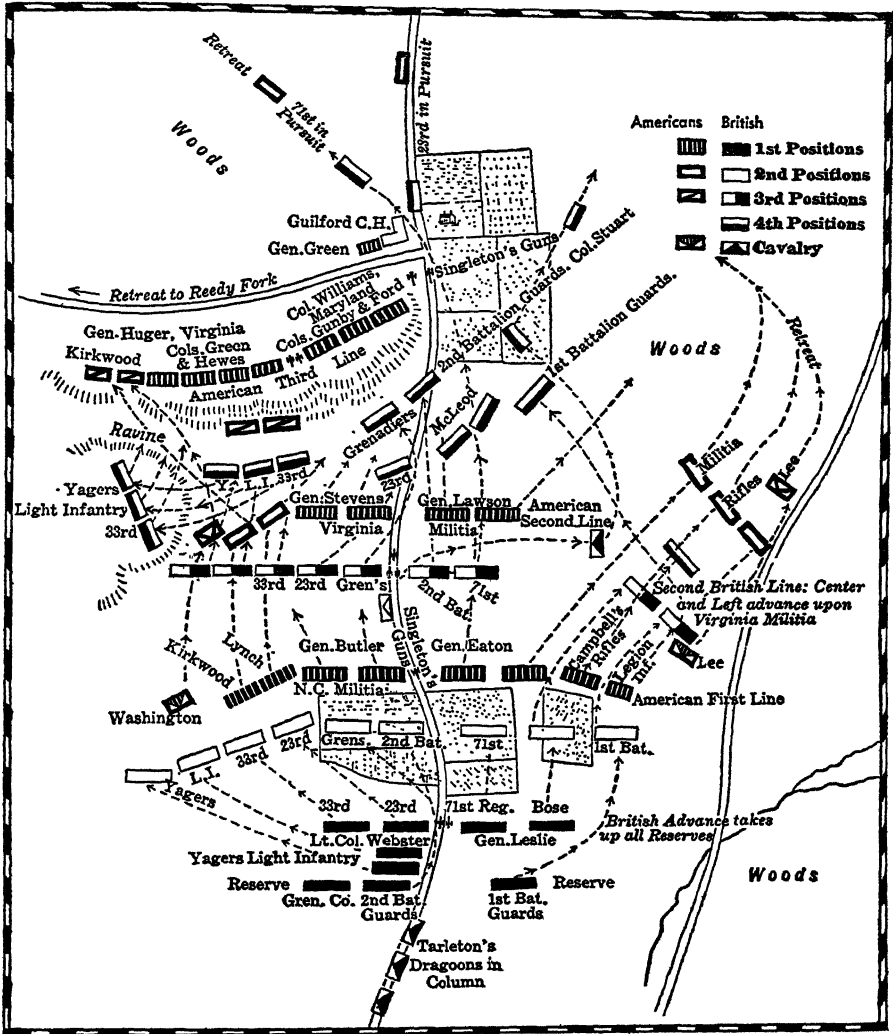 Retreat
71st in
Pursuit
23rd in Pursuit
Woods
Americans British
1st Positions
2nd Positions
3rd Positions
4th Positions
Cavalry
Guilford C.H.
Gen.Green
Singleton's Guns
Retreat to Reedy Fork
Col Williams,
Maryland
Cols. Gunby & Ford
Gen. Huger, Virginia
Cols. Green
& Hewes
Kirkwood
American Third Line
2nd Battalion Guards. Col. Stuart
1st Battalion Guards.
Woods
Retreat
Grenadiers
McLeod
Ravine
Yagers
Light Infantry
33rd
Y. L.I. 33rd
23rd
Gen. Stevens
Virginia
Gen. Lawson
Militia
American
Second Line
Militia
Rifles
Lee
33rd
23rd
Gren's
2nd Bat.
71st
Second British Line: Center
and Left advance upon
Virginia Militia
Kirkwood
Lynch
Gen. Butler
N.C. Militia
Singleton's
Guns
Gen. Eaton
Campbell's
Rifles
Legion
Inf.
Lee
American First Line
Washington
Yagers
L.I.
33rd
23rd
Grens.
2nd Bat.
71st
1st Bat.
33rd
23rd
71st Reg.
Bose
Lt. Col. Webster
Gen. Leslie
British Advance takes
up all Reserves
Yagers Light Infantry
Reserve
Gren. Co.
2nd Bat.
Guards
1st Bat.
Guards
Reserve
Woods
Tarleton's
Dragoons in
Column